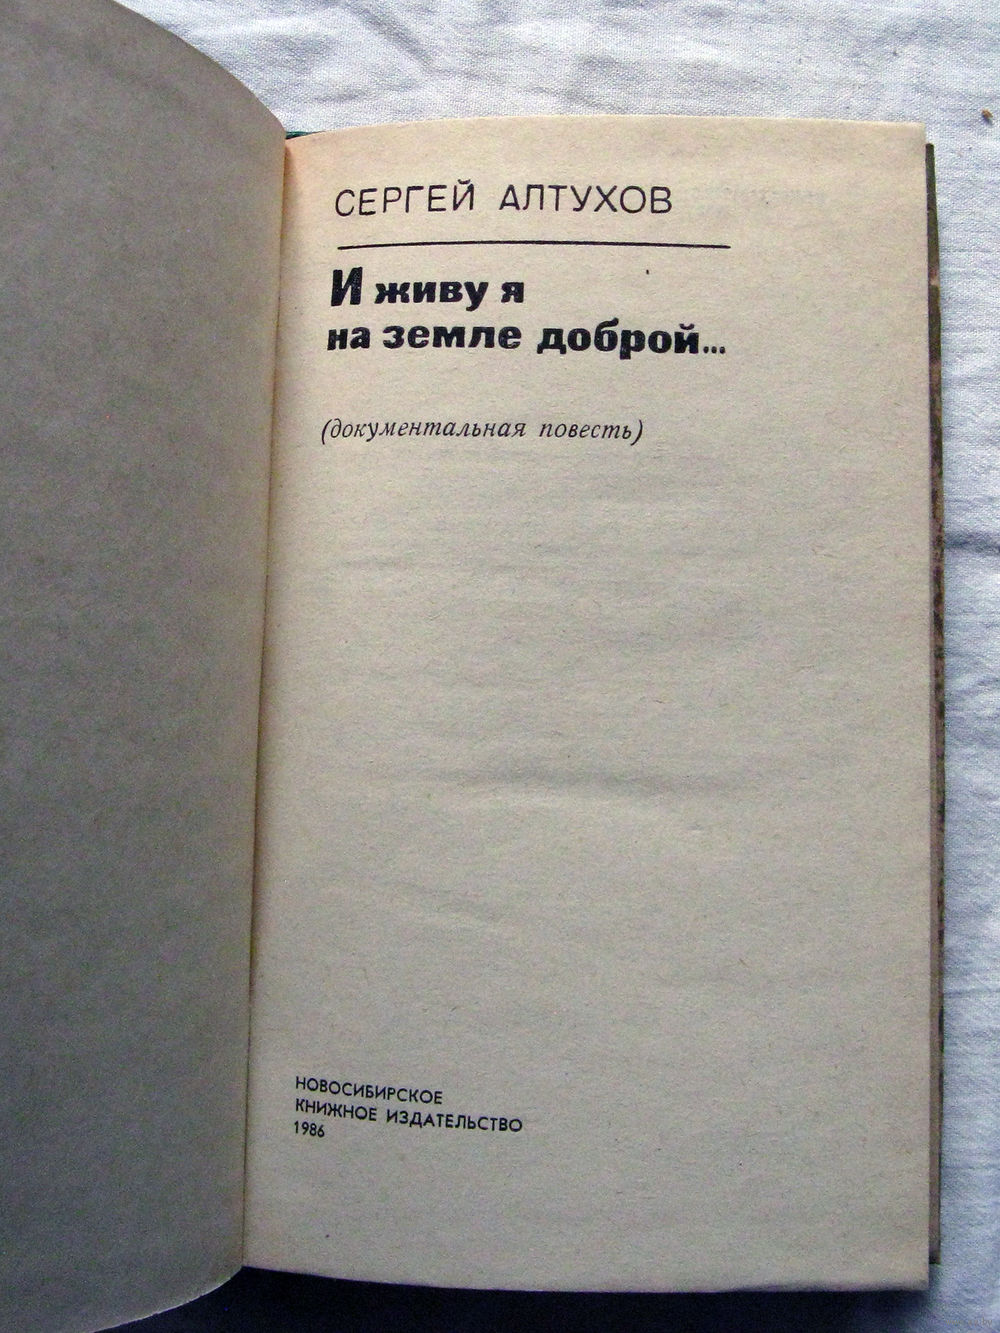 СЕРГЕЙ АЛТУХОВ
И живу я
на земле доброй...
(документальная повесть)
НОВОСИБИРСКОЕ
КНИЖНОЕ ИЗДАТЕЛЬСТВО
1986